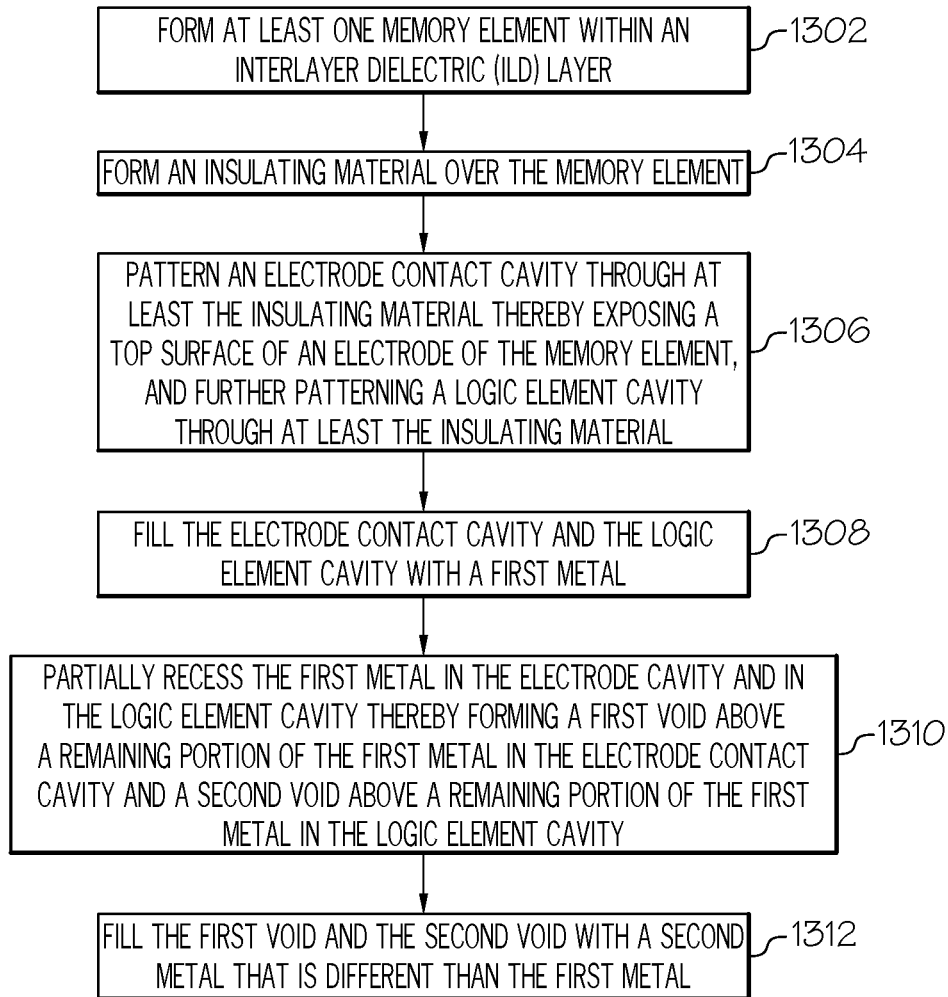 FORM AT LEAST ONE MEMORY ELEMENT WITHIN AN
INTERLAYER DIELECTRIC (ILD) LAYER
1302
FORM AN INSULATING MATERIAL OVER THE MEMORY ELEMENT
1304
PATTERN AN ELECTRODE CONTACT CAVITY THROUGH AT
LEAST THE INSULATING MATERIAL THEREBY EXPOSING A
TOP SURFACE OF AN ELECTRODE OF THE MEMORY ELEMENT,
AND FURTHER PATTERNING A LOGIC ELEMENT CAVITY
THROUGH AT LEAST THE INSULATING MATERIAL
1306
FILL THE ELECTRODE CONTACT CAVITY AND THE LOGIC
ELEMENT CAVITY WITH A FIRST METAL
1308
PARTIALLY RECESS THE FIRST METAL IN THE ELECTRODE CAVITY AND IN
THE LOGIC ELEMENT CAVITY THEREBY FORMING A FIRST VOID ABOVE
A REMAINING PORTION OF THE FIRST METAL IN THE ELECTRODE CONTACT
CAVITY AND A SECOND VOID ABOVE A REMAINING PORTION OF THE FIRST
METAL IN THE LOGIC ELEMENT CAVITY
1310
FILL THE FIRST VOID AND THE SECOND VOID WITH A SECOND
METAL THAT IS DIFFERENT THAN THE FIRST METAL
1312